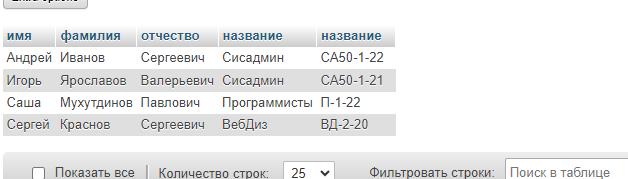 имя фамилия отчество название название
Андрей Иванов Сергеевич Сисадмин СА50-1-22
Игорь Ярославов Валерьевич Сисадмин СА50-1-21
Саша Мухутдинов Павлович Программисты П-1-22
Сергей Краснов Сергеевич ВебДиз ВД-2-20
Показать все Количество строк: 25 Фильтровать строки: Поиск в таблице